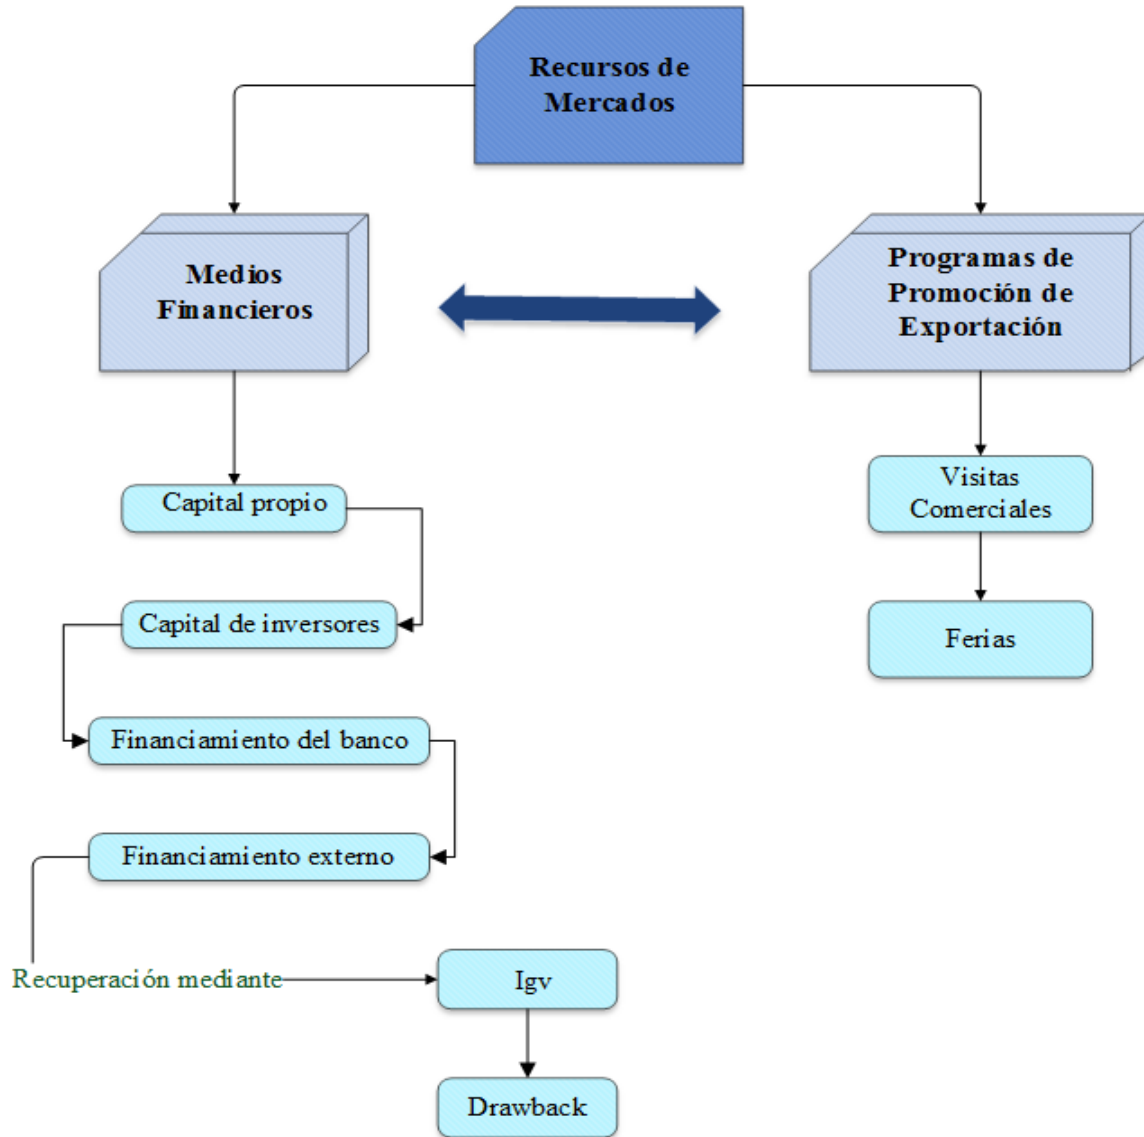 Recursos de
Mercados
Medios
Financieros
Programas de
Promoción de
Exportación
Capital propio
Capital de inversores
Financiamiento del banco
Financiamiento externo
Recuperación mediante
Igv
Drawback
Visitas
Comerciales
Ferias